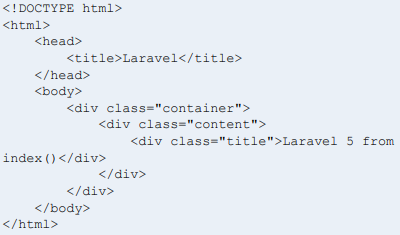 <!DOCTYPE html>
<html>
    <head>
        <title>Laravel</title>
    </head>
    <body>
        <div class="container">
            <div class="content">
                <div class="title">Laravel 5 from
index()</div>
            </div>
        </div>
    </body>
</html>